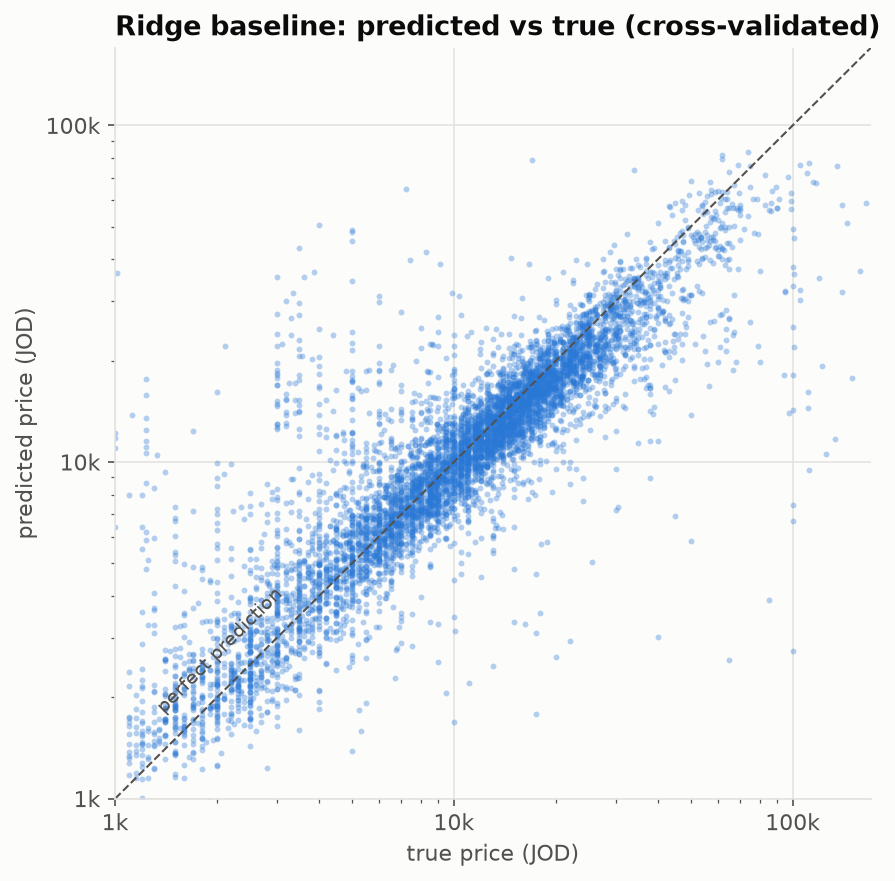 Ridge baseline: predicted vs true (cross-validated)
100k
10k
1k
predicted price (JOD)
perfect prediction
1k 10k 100k
true price (JOD)